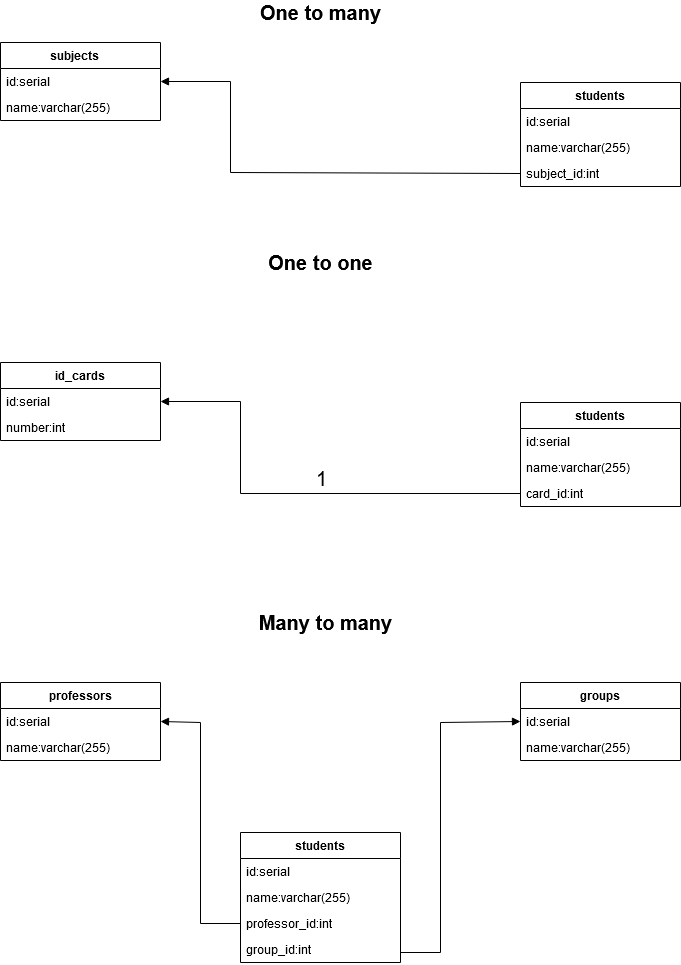 One to many
subjects
id:serial
name:varchar(255)
students
id:serial
name:varchar(255)
subject_id:int
One to one
id_cards
id:serial
number:int
students
id:serial
name:varchar(255)
card_id:int
1
Many to many
professors
id:serial
name:varchar(255)
groups
id:serial
name:varchar(255)
students
id:serial
name:varchar(255)
professor_id:int
group_id:int